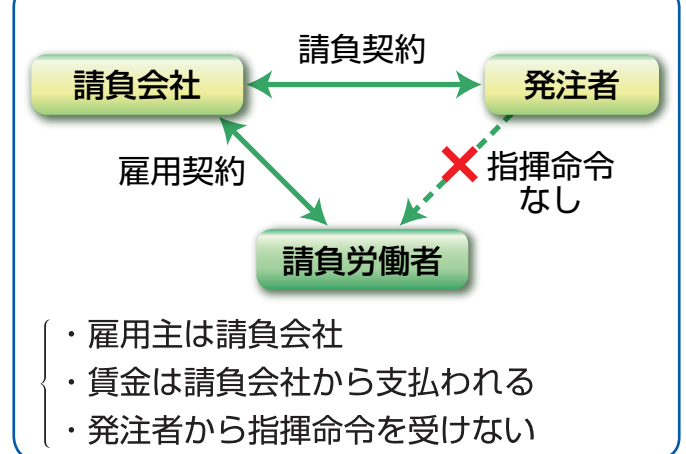 請負契約
請負会社
発注者
雇用契約
指揮命令
なし
請負労働者
・雇用主は請負会社
・賃金は請負会社から支払われる
・発注者から指揮命令を受けない